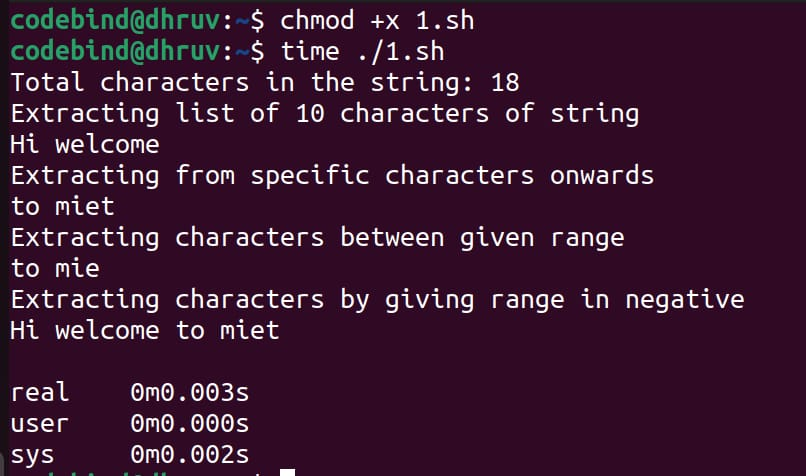 codebind@dhruv:~$ chmod +x 1.sh
codebind@dhruv:~$ time ./1.sh
Total characters in the string: 18
Extracting list of 10 characters of string
Hi welcome
Extracting from specific characters onwards
to miet
Extracting characters between given range
to mie
Extracting characters by giving range in negative
Hi welcome to miet
real 0m0.003s
user 0m0.000s
sys 0m0.002s
codebind@dhruv:~$